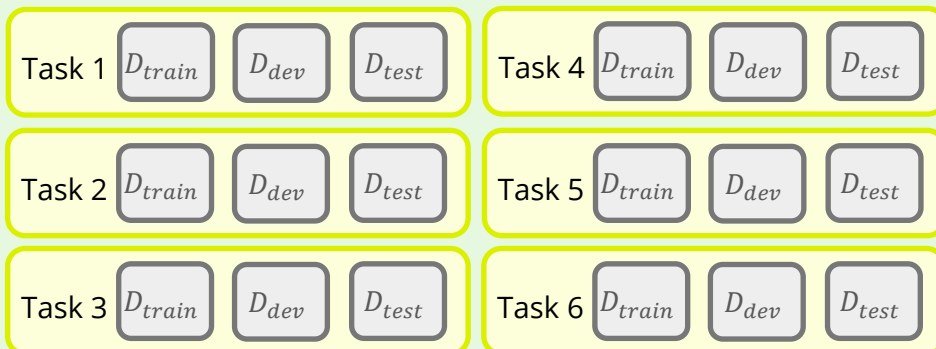 Task 1 D_train D_dev D_test
Task 4 D_train D_dev D_test
Task 2 D_train D_dev D_test
Task 5 D_train D_dev D_test
Task 3 D_train D_dev D_test
Task 6 D_train D_dev D_test